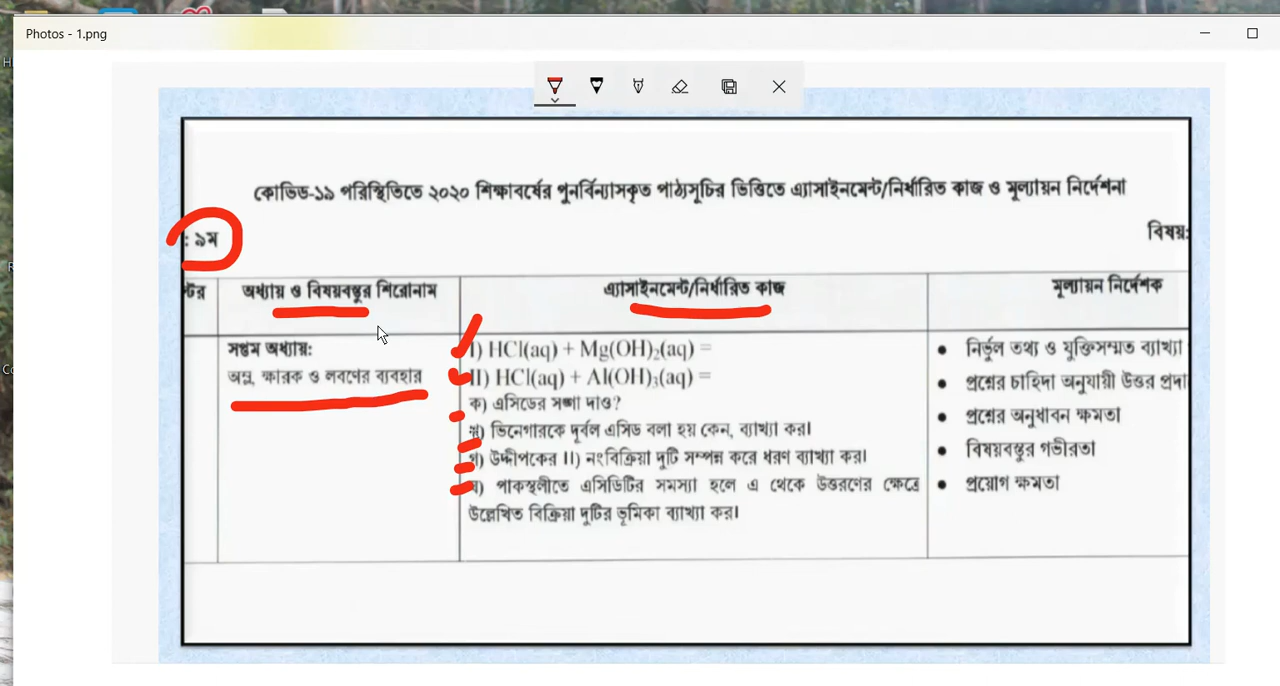 Photos - 1.png
কোভিড-১৯ পরিস্থিতিতে ২০২০ শিক্ষাবর্ষের পুনর্বিন্যাসকৃত পাঠ্যসূচির ভিত্তিতে এ্যাসাইনমেন্ট/নির্ধারিত কাজ ও মূল্যায়ন নির্দেশনা
: ৯ম
বিষয়:
ন্টর
অধ্যায় ও বিষয়বস্তুর শিরোনাম
এ্যাসাইনমেন্ট/নির্ধারিত কাজ
মূল্যায়ন নির্দেশক
সপ্তম অধ্যায়:
অম্ল, ক্ষারক ও লবণের ব্যবহার
I) HCl(aq) + Mg(OH)₂(aq) =
II) HCl(aq) + Al(OH)₃(aq) =
ক) এসিডের সঙ্গা দাও?
খ) ভিনেগারকে দূর্বল এসিড বলা হয় কেন, ব্যাখ্যা কর।
গ) উদ্দীপকের II) নংবিক্রিয়া দুটি সম্পন্ন করে ধরণ ব্যাখ্যা কর।
ঘ) পাকস্থলীতে এসিডিটির সমস্যা হলে এ থেকে উত্তরণের ক্ষেত্রে
উল্লেখিত বিক্রিয়া দুটির ভূমিকা ব্যাখ্যা কর।
নির্ভুল তথ্য ও যুক্তিসম্মত ব্যাখ্যা
প্রশ্নের চাহিদা অনুযায়ী উত্তর প্রদা
প্রশ্নের অনুধাবন ক্ষমতা
বিষয়বস্তুর গভীরতা
প্রয়োগ ক্ষমতা